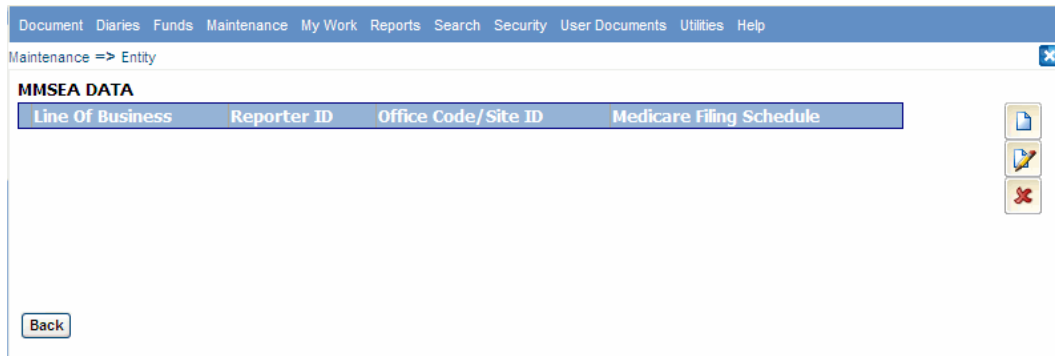 Document Diaries Funds Maintenance My Work Reports Search Security User Documents Utilities Help
Maintenance => Entity
MMSEA DATA
Line Of Business Reporter ID Office Code/Site ID Medicare Filing Schedule
Back